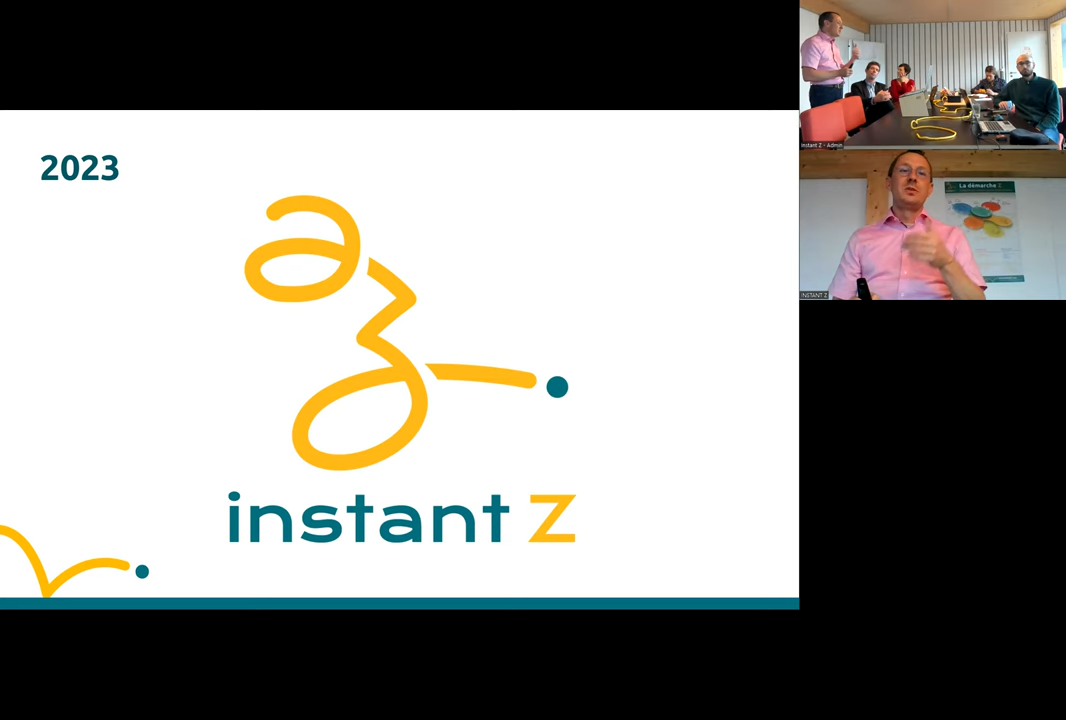 2023
instant Z
Instant Z - Admin
La démarche Z
INSTANT Z